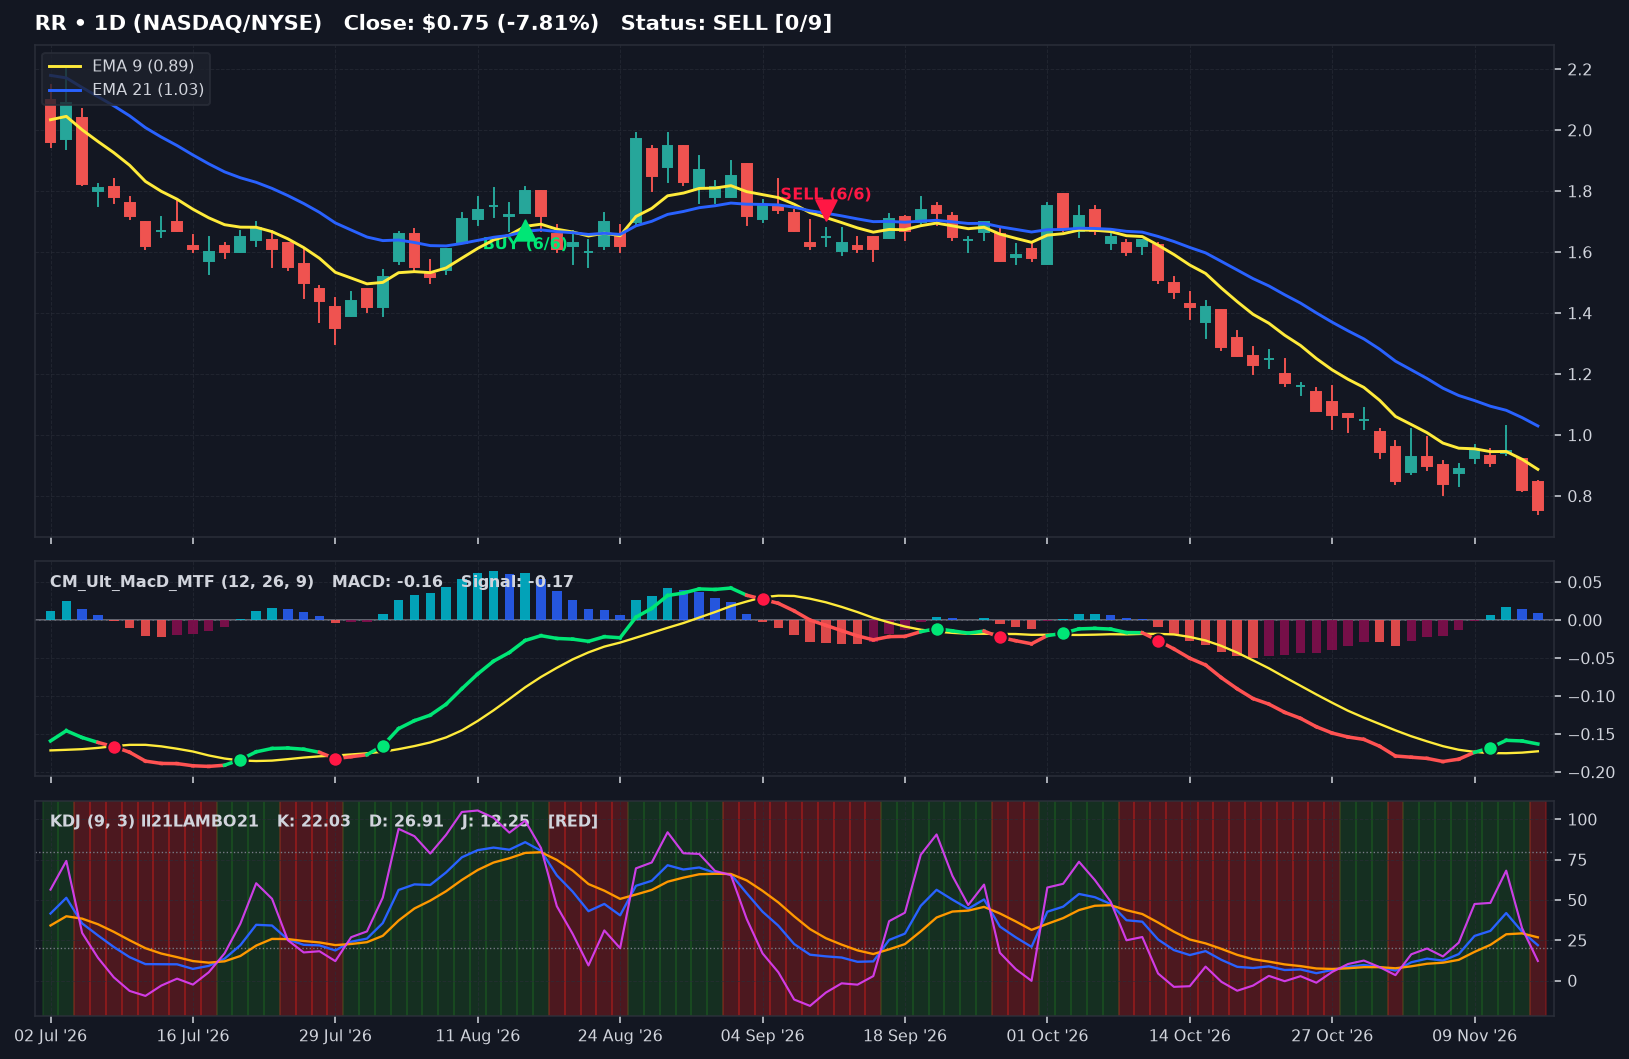 RR • 1D (NASDAQ/NYSE)   Close: $0.75 (-7.81%)   Status: SELL [0/9]
EMA 9 (0.89)
EMA 21 (1.03)
2.2
2.0
1.8
1.6
1.4
1.2
1.0
0.8
SELL (6/6)
BUY (6/6)
CM_Ult_MacD_MTF (12, 26, 9)   MACD: -0.16   Signal: -0.17
0.05
0.00
−0.05
−0.10
−0.15
−0.20
KDJ (9, 3) II21LAMBO21   K: 22.03   D: 26.91   J: 12.25   [RED]
100
75
50
25
0
02 Jul '26   16 Jul '26   29 Jul '26   11 Aug '26   24 Aug '26   04 Sep '26   18 Sep '26   01 Oct '26   14 Oct '26   27 Oct '26   09 Nov '26